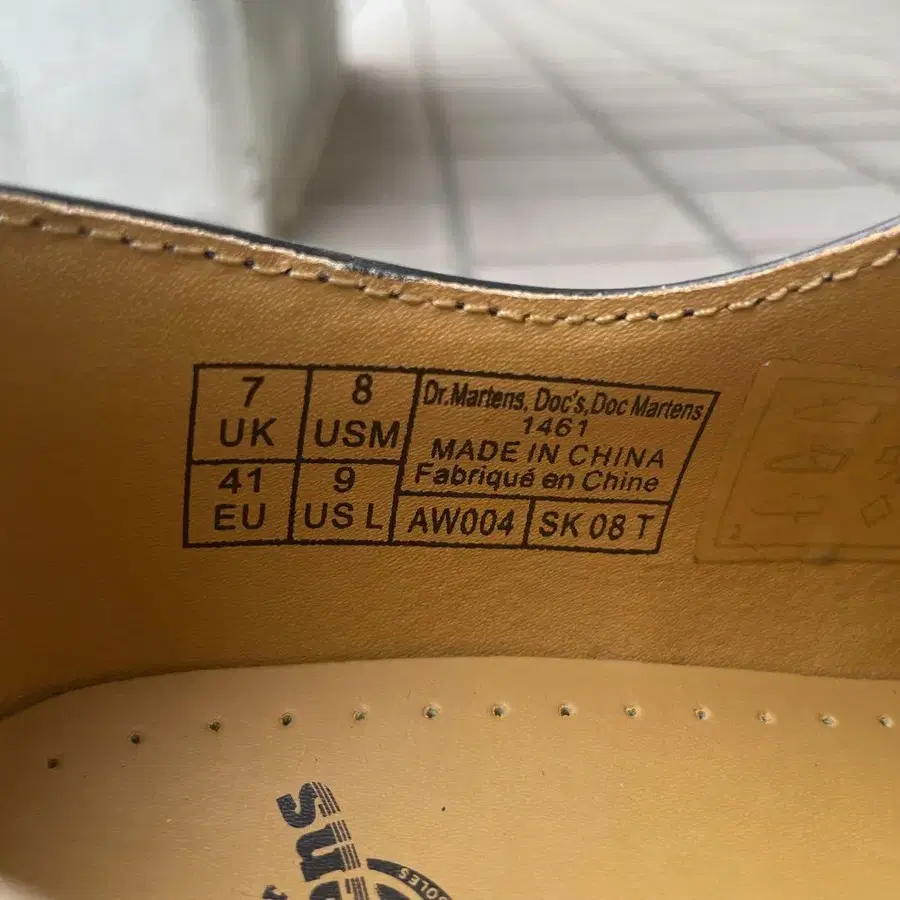 7 UK
8 USM
Dr.Martens, Doc's, Doc Martens
1461
MADE IN CHINA
Fabriqué en Chine
41 EU
9 US L
AW004
SK 08 T
SOLES